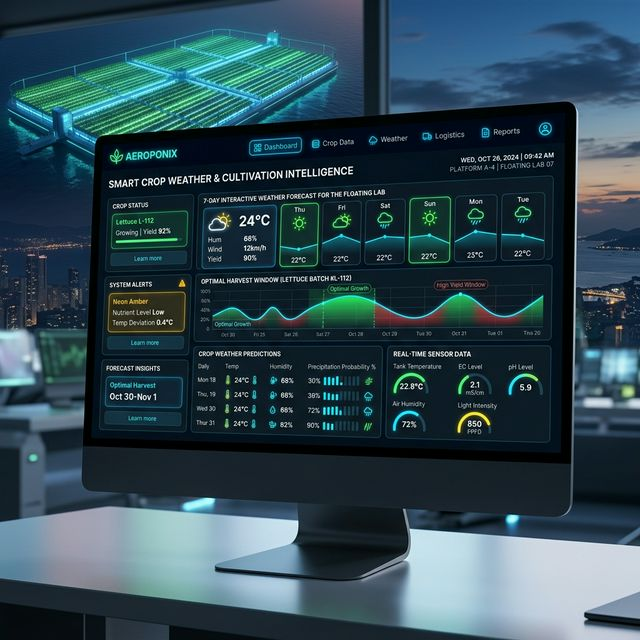 AEROPONIX
Dashboard
Crop Data
Weather
Logistics
Reports
SMART CROP WEATHER & CULTIVATION INTELLIGENCE
WED, OCT 26, 2024 | 09:42 AM
PLATFORM A-4 | FLOATING LAB 07
CROP STATUS
Lettuce L-112
Growing | Yield 92%
Learn more
SYSTEM ALERTS
Neon Amber
Nutrient Level Low
Temp Deviation 0.4°C
Learn more
FORECAST INSIGHTS
Optimal Harvest
Oct 30-Nov 1
Learn more
7-DAY INTERACTIVE WEATHER FORECAST FOR THE FLOATING LAB
24°C
Hum 68%
Wind 12km/h
Yeild 90%
Thu Fri Sat Sun Mon Tue
22°C 22°C 22°C 22°C 25°C 22°C
OPTIMAL HARVEST WINDOW (LETTUCE BATCH KL-112)
Optimal Growth
High Yield Window
Optimal Growth
Oct 30 Fri 25 Sat 27 Oct 28 Oct 29 Oct 30 Oct 21 Tue 21 Tna 20
CROP WEATHER PREDICTIONS
Daily Temp Humidity Precipitation Probability %
Mon 18 24°C 68% 30%
Thu, 19 24°C 68% 38%
Wed 30 24°C 68% 72%
Thur 31 24°C 82% 90%
REAL-TIME SENSOR DATA
Tank Temperature
22.8°C
EC Level
2.1
mS/cm
pH Level
5.9
Air Humidity
72%
Light Intensity
850
PPFD